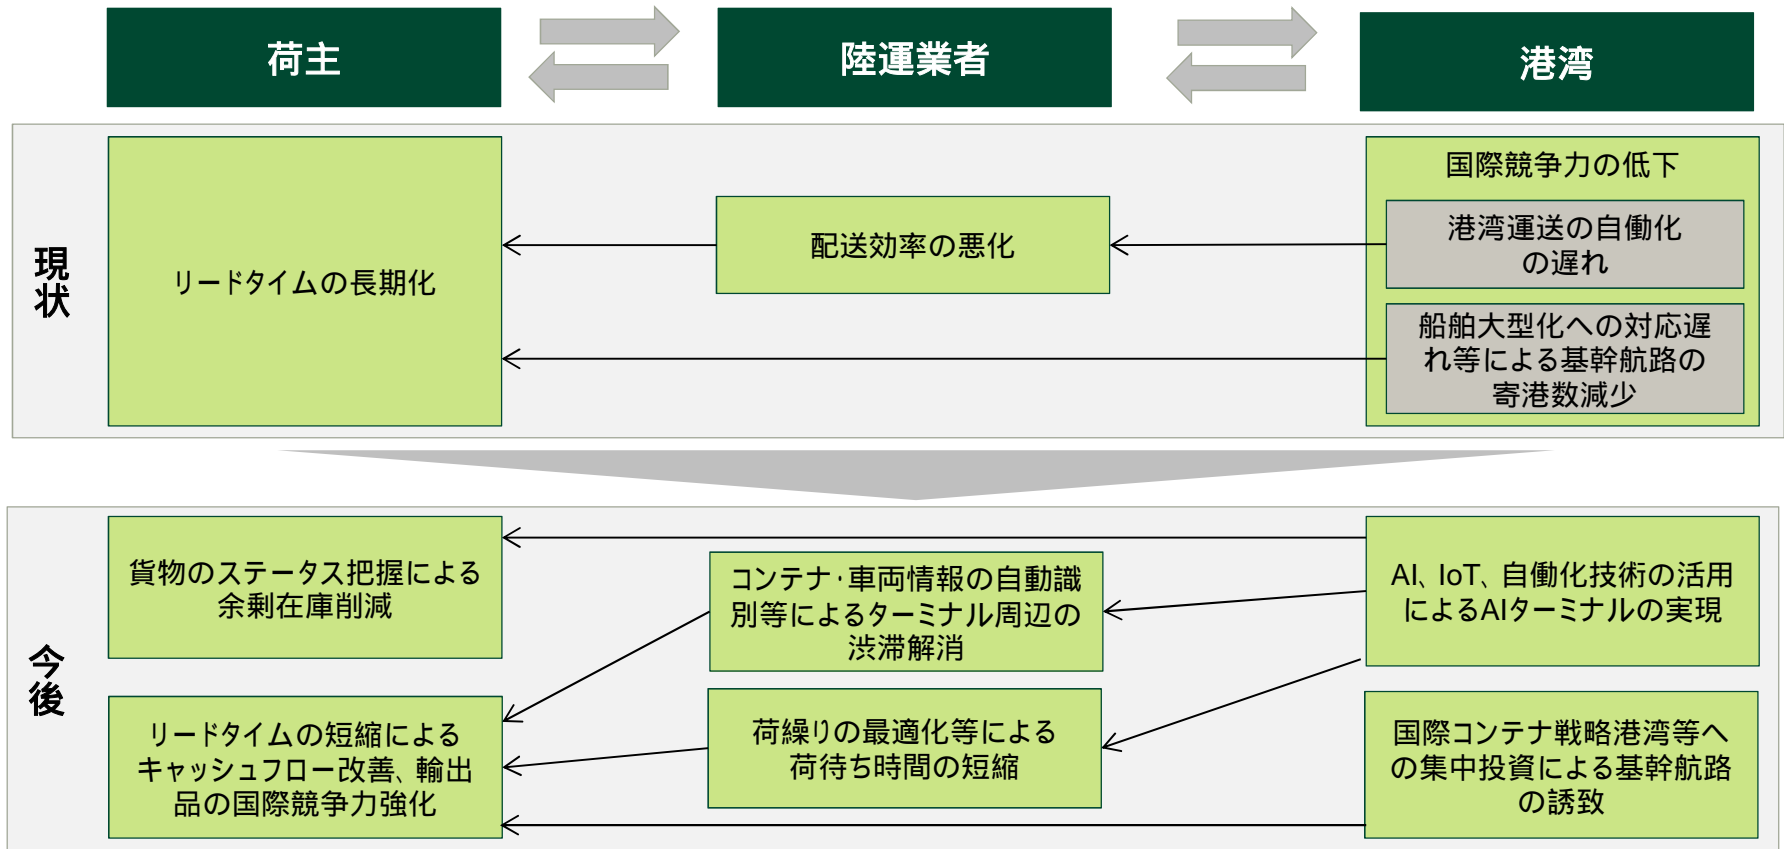 荷主
陸運業者
港湾
現状
リードタイムの長期化
配送効率の悪化
国際競争力の低下
港湾運送の自働化
の遅れ
船舶大型化への対応遅
れ等による基幹航路の
寄港数減少
今後
貨物のステータス把握による
余剰在庫削減
コンテナ・車両情報の自動識
別等によるターミナル周辺の
渋滞解消
AI、IoT、自働化技術の活用
によるAIターミナルの実現
リードタイムの短縮による
キャッシュフロー改善、輸出
品の国際競争力強化
荷繰りの最適化等による
荷待ち時間の短縮
国際コンテナ戦略港湾等へ
の集中投資による基幹航路
の誘致